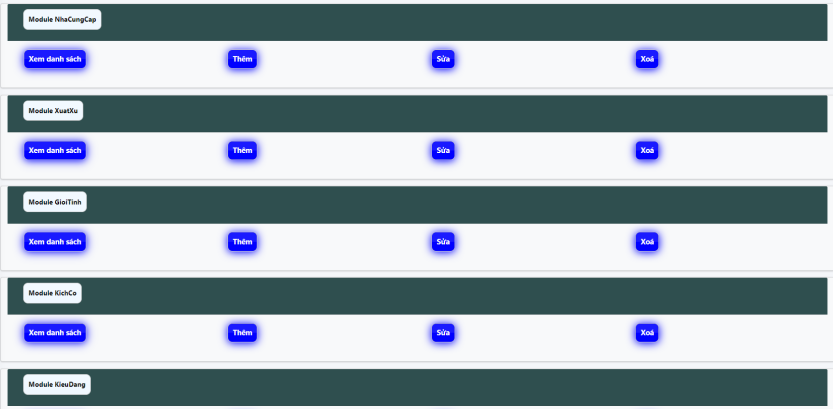 Module NhaCungCap
Xem danh sách Thêm Sửa Xoá
Module XuatXu
Xem danh sách Thêm Sửa Xoá
Module GioiTinh
Xem danh sách Thêm Sửa Xoá
Module KichCo
Xem danh sách Thêm Sửa Xoá
Module KieuDang